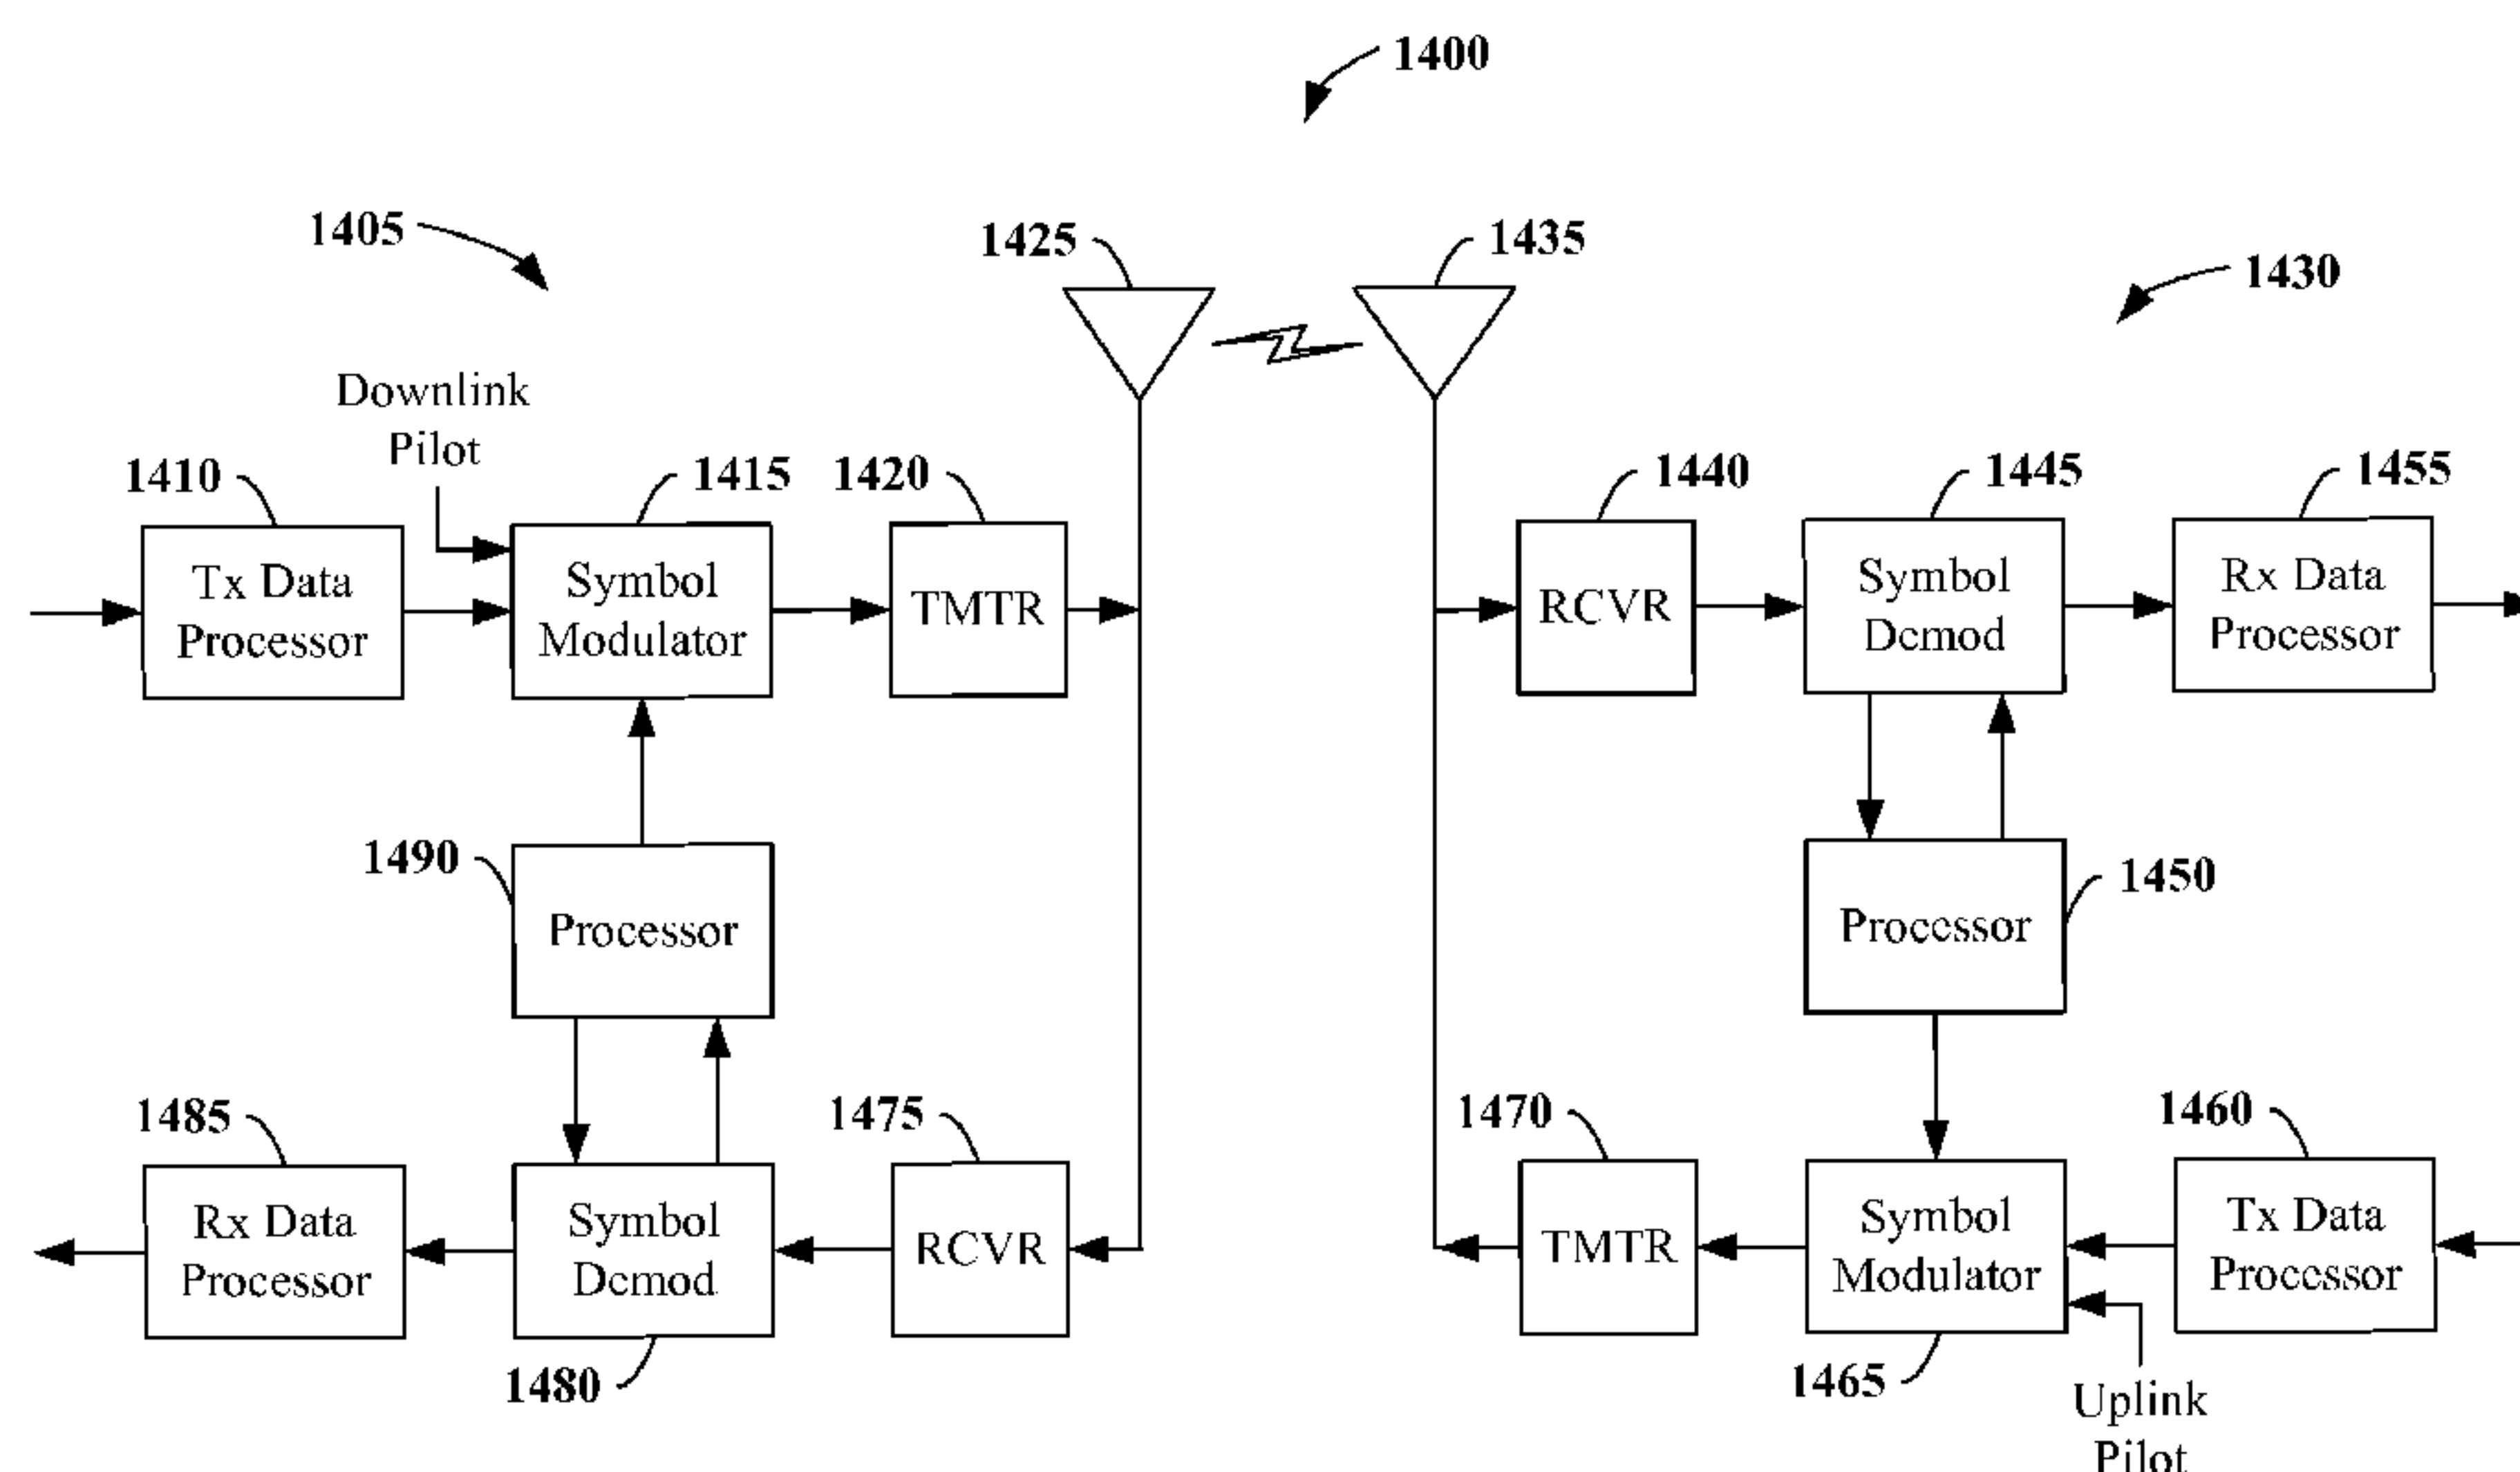 1400
1405
1425
1435
1430
Downlink
Pilot
1410
1415
1420
1440
1445
1455
Tx Data
Processor
Symbol
Modulator
TMTR
RCVR
Symbol
Demod
Rx Data
Processor
1490
Processor
1450
Processor
1485
1475
1470
1460
Rx Data
Processor
Symbol
Demod
RCVR
TMTR
Symbol
Modulator
Tx Data
Processor
1480
1465
Uplink
Pilot